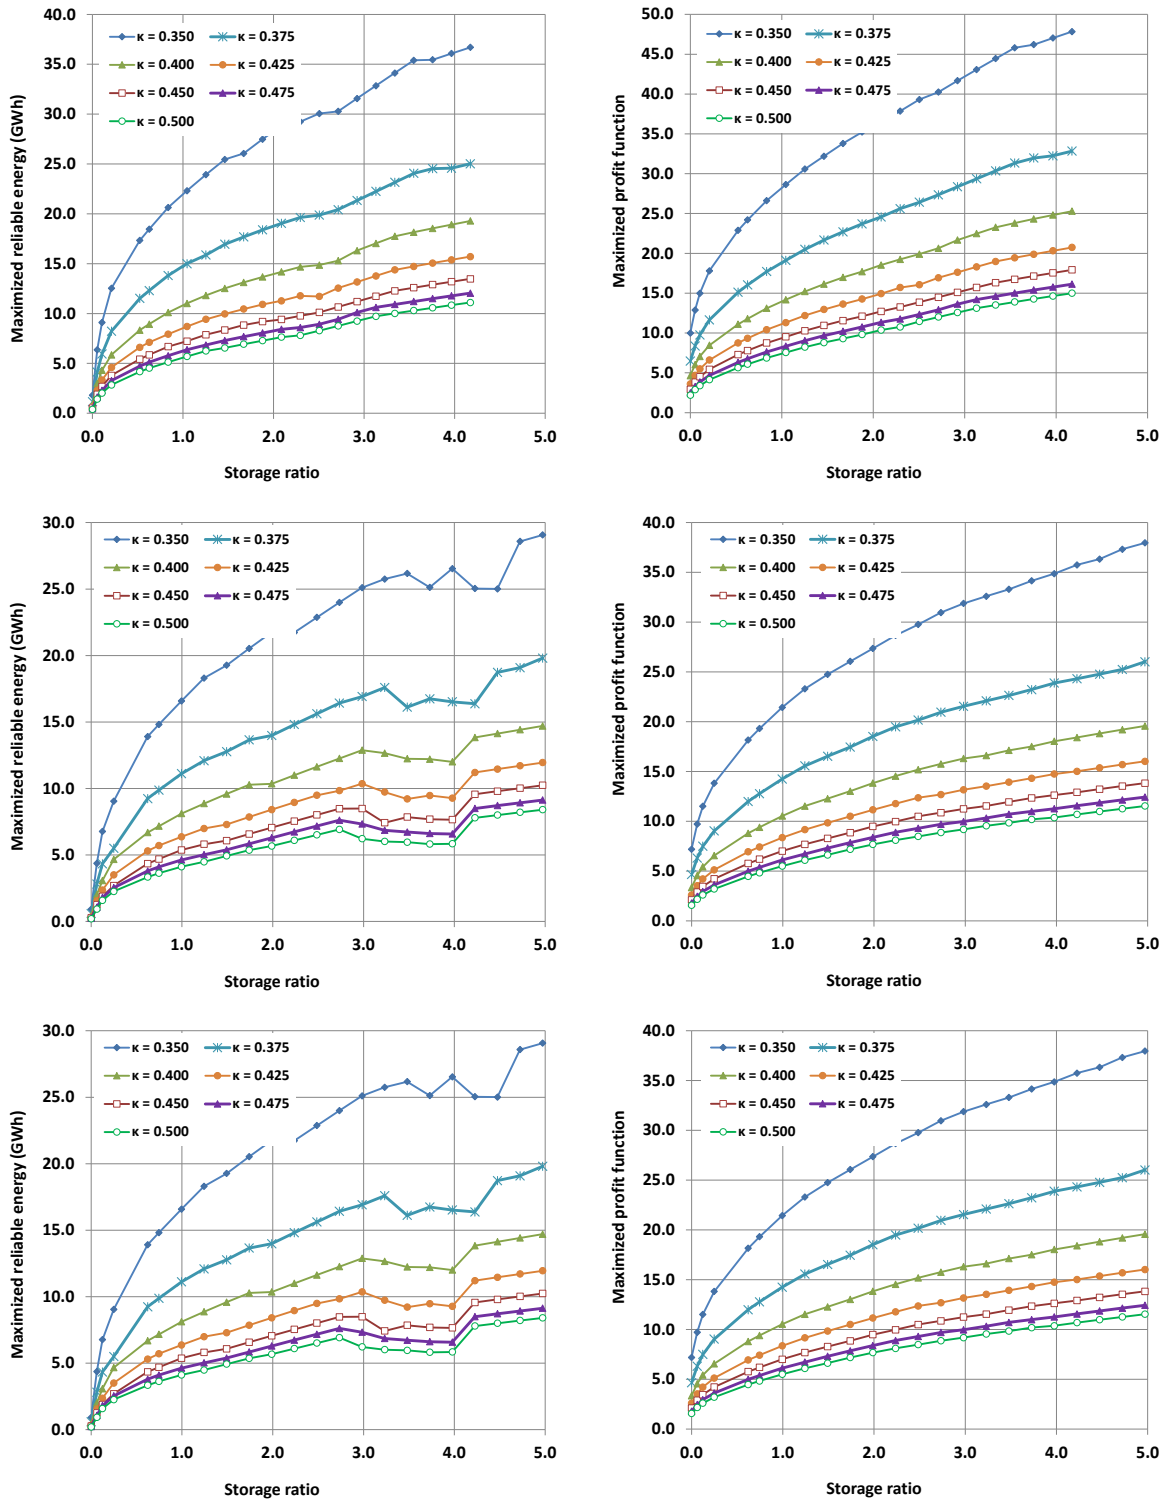 40.0
35.0
30.0
25.0
20.0
15.0
10.0
5.0
0.0
Maximized reliable energy (GWh)
κ = 0.350 κ = 0.375
κ = 0.400 κ = 0.425
κ = 0.450 κ = 0.475
κ = 0.500
0.0 1.0 2.0 3.0 4.0 5.0
Storage ratio
50.0
45.0
40.0
35.0
30.0
25.0
20.0
15.0
10.0
5.0
0.0
Maximized profit function
κ = 0.350 κ = 0.375
κ = 0.400 κ = 0.425
κ = 0.450 κ = 0.475
κ = 0.500
0.0 1.0 2.0 3.0 4.0 5.0
Storage ratio
30.0
25.0
20.0
15.0
10.0
5.0
0.0
Maximized reliable energy (GWh)
κ = 0.350 κ = 0.375
κ = 0.400 κ = 0.425
κ = 0.450 κ = 0.475
κ = 0.500
0.0 1.0 2.0 3.0 4.0 5.0
Storage ratio
40.0
35.0
30.0
25.0
20.0
15.0
10.0
5.0
0.0
Maximized profit function
κ = 0.350 κ = 0.375
κ = 0.400 κ = 0.425
κ = 0.450 κ = 0.475
κ = 0.500
0.0 1.0 2.0 3.0 4.0 5.0
Storage ratio
30.0
25.0
20.0
15.0
10.0
5.0
0.0
Maximized reliable energy (GWh)
κ = 0.350 κ = 0.375
κ = 0.400 κ = 0.425
κ = 0.450 κ = 0.475
κ = 0.500
0.0 1.0 2.0 3.0 4.0 5.0
Storage ratio
40.0
35.0
30.0
25.0
20.0
15.0
10.0
5.0
0.0
Maximized profit function
κ = 0.350 κ = 0.375
κ = 0.400 κ = 0.425
κ = 0.450 κ = 0.475
κ = 0.500
0.0 1.0 2.0 3.0 4.0 5.0
Storage ratio